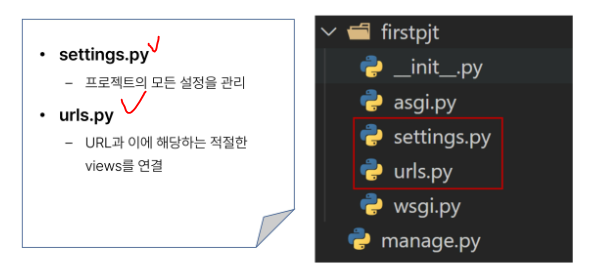 settings.py
프로젝트의 모든 설정을 관리
urls.py
URL과 이에 해당하는 적절한
views를 연결
firstpjt
__init__.py
asgi.py
settings.py
urls.py
wsgi.py
manage.py